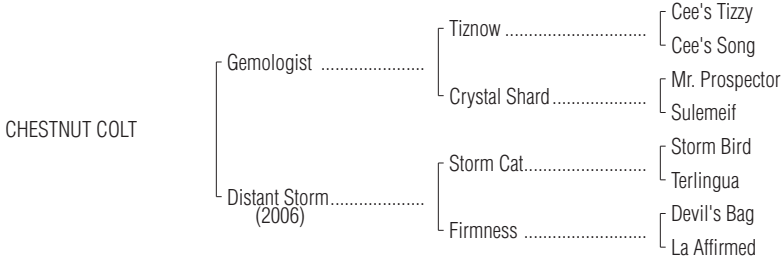 Cee's Tizzy
Tiznow ................................
Cee's Song
Gemologist ......................
Mr. Prospector
Crystal Shard .....................
Sulemeif
CHESTNUT COLT
Storm Bird
Storm Cat ...........................
Terlingua
Distant Storm .....................
(2006)
Devil's Bag
Firmness ...........................
La Affirmed